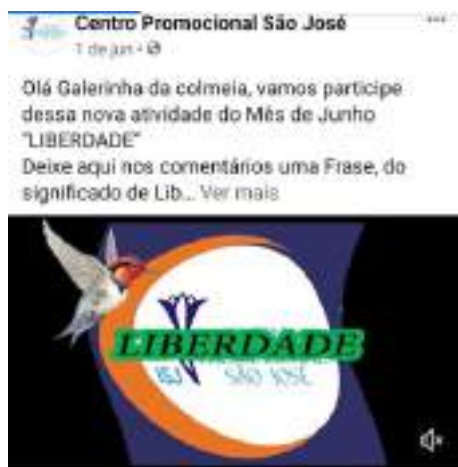 Centro Promocional São José
1 de jun
Olá Galerinha da colmeia, vamos participe
dessa nova atividade do Mês de Junho
"LIBERDADE"
Deixe aqui nos comentários uma Frase, do
significado de Lib... Ver mais
LIBERDADE
SÃO JOSÉ